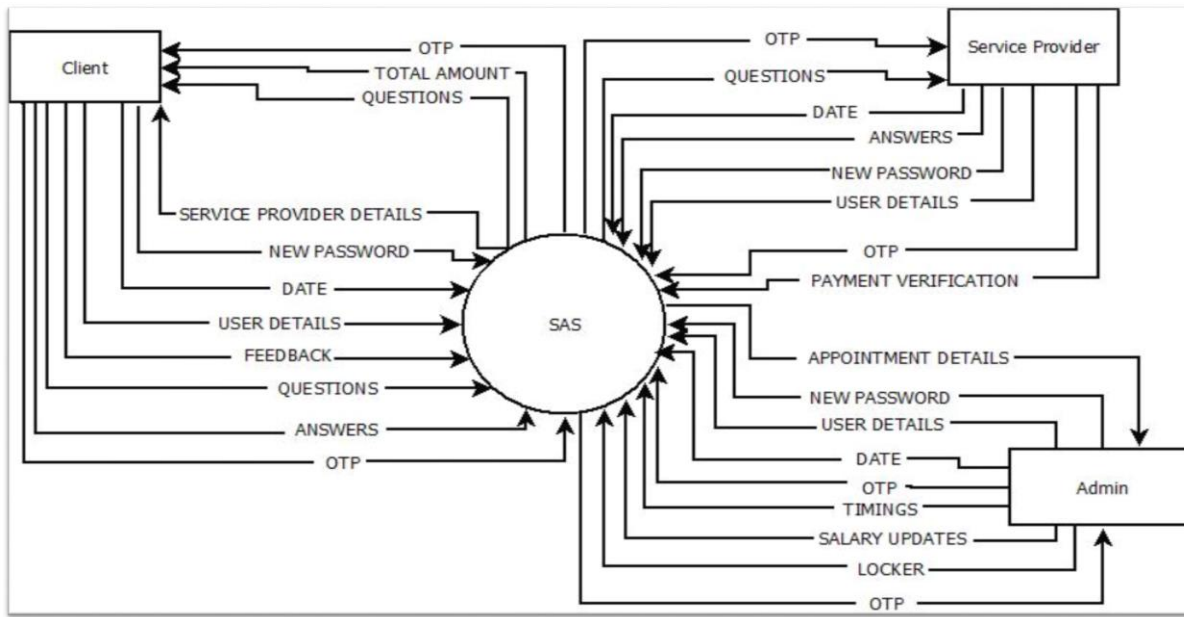 Client
OTP
TOTAL AMOUNT
QUESTIONS
SERVICE PROVIDER DETAILS
NEW PASSWORD
DATE
USER DETAILS
FEEDBACK
QUESTIONS
ANSWERS
OTP
SAS
Service Provider
OTP
QUESTIONS
DATE
ANSWERS
NEW PASSWORD
USER DETAILS
OTP
PAYMENT VERIFICATION
APPOINTMENT DETAILS
NEW PASSWORD
USER DETAILS
DATE
OTP
TIMINGS
SALARY UPDATES
LOCKER
OTP
Admin